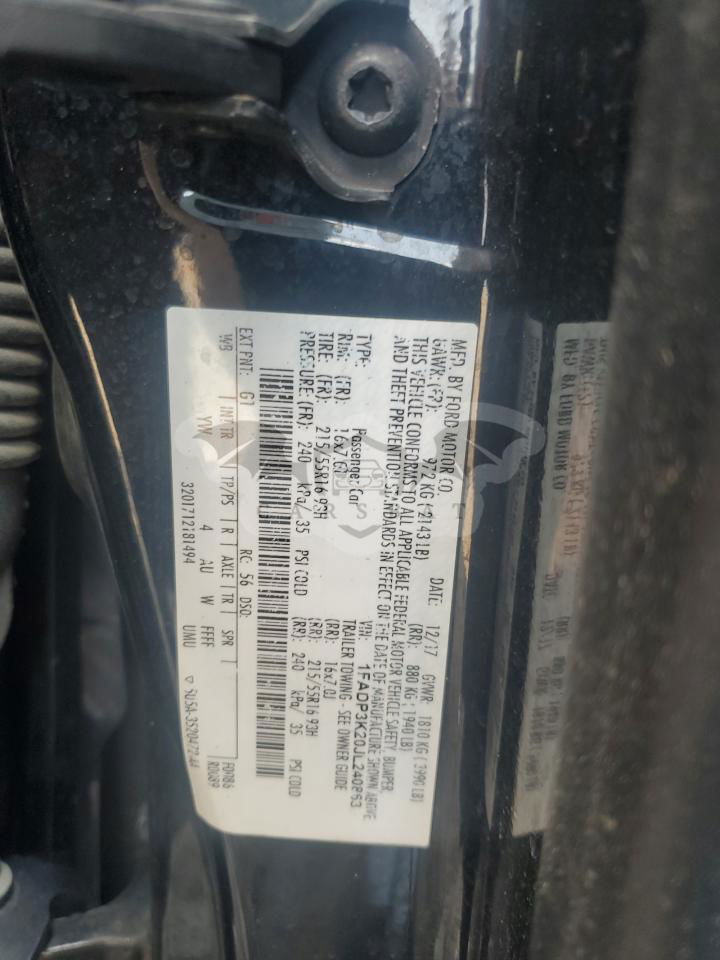 MFD. BY FORD MOTOR CO.
DATE: 12/17 GVWR: 1810 KG (3990 LB)
GAWR: (FR): 972 KG (2143 LB) (RR): 880 KG (1940 LB)
THIS VEHICLE CONFORMS TO ALL APPLICABLE FEDERAL MOTOR VEHICLE SAFETY, BUMPER,
AND THEFT PREVENTION STANDARDS IN EFFECT ON THE DATE OF MANUFACTURE SHOWN ABOVE.
VIN: 1FADP3K20JL240863
TYPE: Passenger Car TRAILER TOWING - SEE OWNER GUIDE
RIM: (FR): 16x7.0J (RR): 16x7.0J
TIRE: (FR): 215/55R16 93H (RR): 215/55R16 93H
PRESSURE: (FR): 240 kPa/ 35 PSI COLD (RR): 240 kPa/ 35 PSI COLD
EXT PNT: G1 RC: 56 DSO:
WB INT TR TP/PS R AXLE TR SPR
YW 4 AU W FFFF UMU
3201712181494